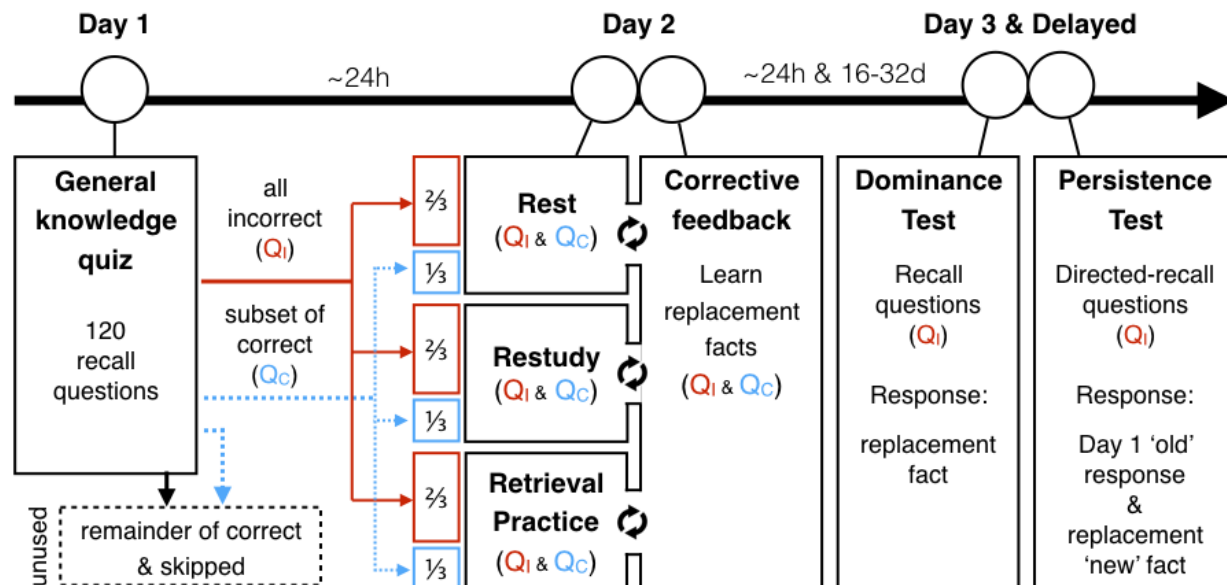 Day 1
Day 2
Day 3 & Delayed
~24h
~24h & 16-32d
General
knowledge
quiz
120
recall
questions
all
incorrect
(QI)
subset of
correct
(QC)
unused
remainder of correct
& skipped
⅔
⅓
⅔
⅓
⅔
⅓
Rest
(QI & QC)
Restudy
(QI & QC)
Retrieval
Practice
(QI & QC)
Corrective
feedback
Learn
replacement
facts
(QI & QC)
Dominance
Test
Recall
questions
(QI)
Response:
replacement
fact
Persistence
Test
Directed-recall
questions
(QI)
Response:
Day 1 ‘old’
response
&
replacement
‘new’ fact